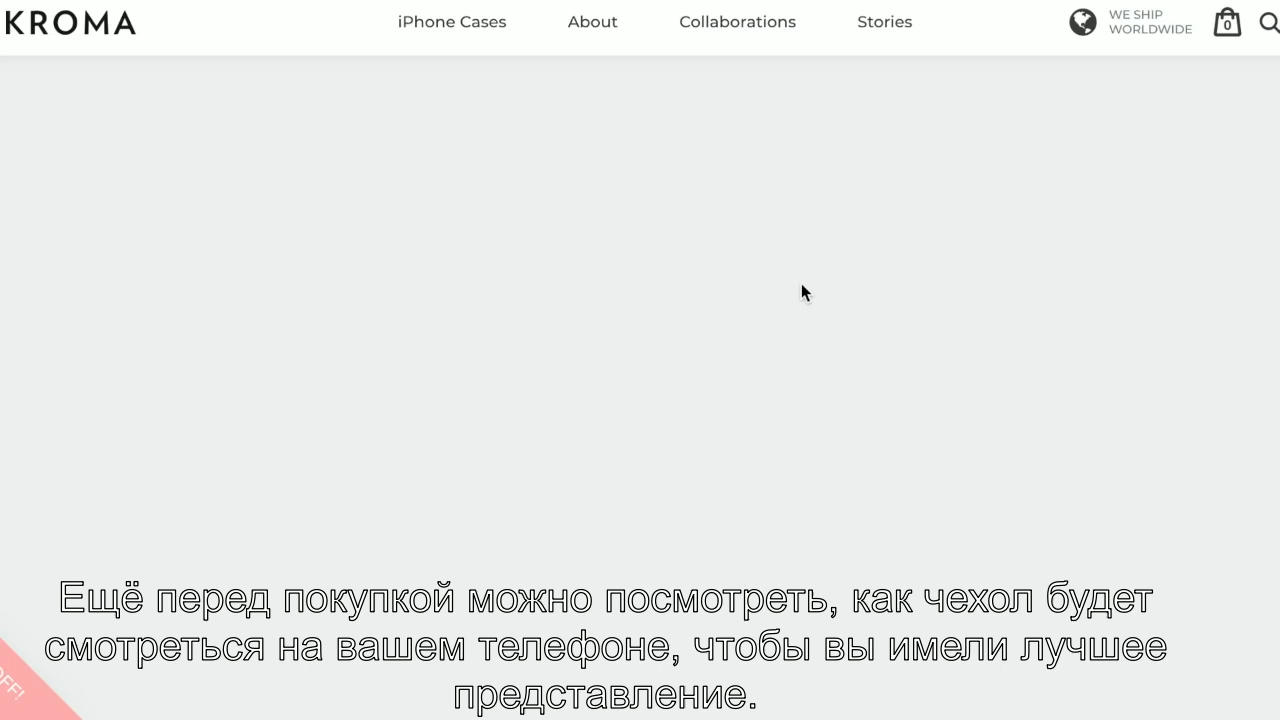 KROMA
iPhone Cases
About
Collaborations
Stories
WE SHIP
WORLDWIDE
0
Ещё перед покупкой можно посмотреть, как чехол будет
смотреться на вашем телефоне, чтобы вы имели лучшее
представление.
OFF!